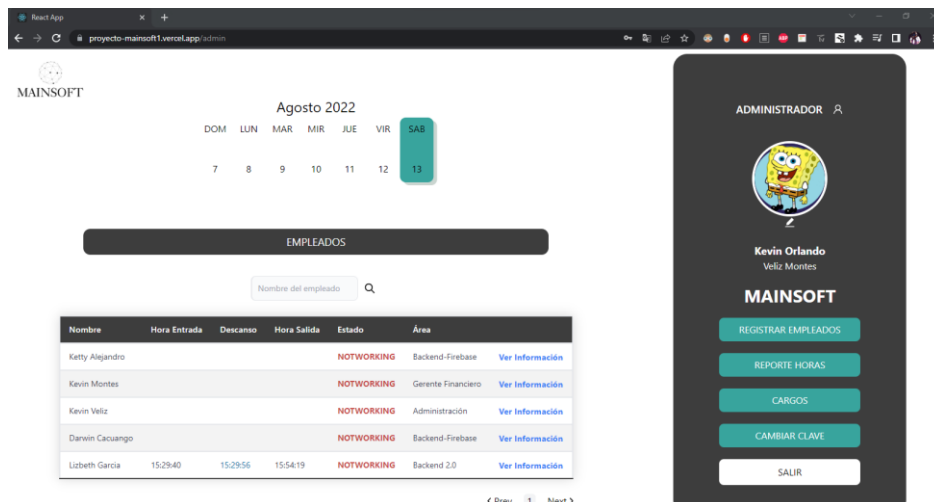 React App
proyecto-mainsoft1.vercel.app/admin
MAINSOFT
Agosto 2022
DOM LUN MAR MIR JUE VIR SAB
7 8 9 10 11 12 13
EMPLEADOS
Nombre del empleado
Nombre Hora Entrada Descanso Hora Salida Estado Área
Ketty Alejandro NOTWORKING Backend-Firebase Ver Información
Kevin Montes NOTWORKING Gerente Financiero Ver Información
Kevin Veliz NOTWORKING Administración Ver Información
Darwin Cacuango NOTWORKING Backend-Firebase Ver Información
Lizbeth Garcia 15:29:40 15:29:56 15:54:19 NOTWORKING Backend 2.0 Ver Información
Prev 1 Next
ADMINISTRADOR
Kevin Orlando
Veliz Montes
MAINSOFT
REGISTRAR EMPLEADOS
REPORTE HORAS
CARGOS
CAMBIAR CLAVE
SALIR